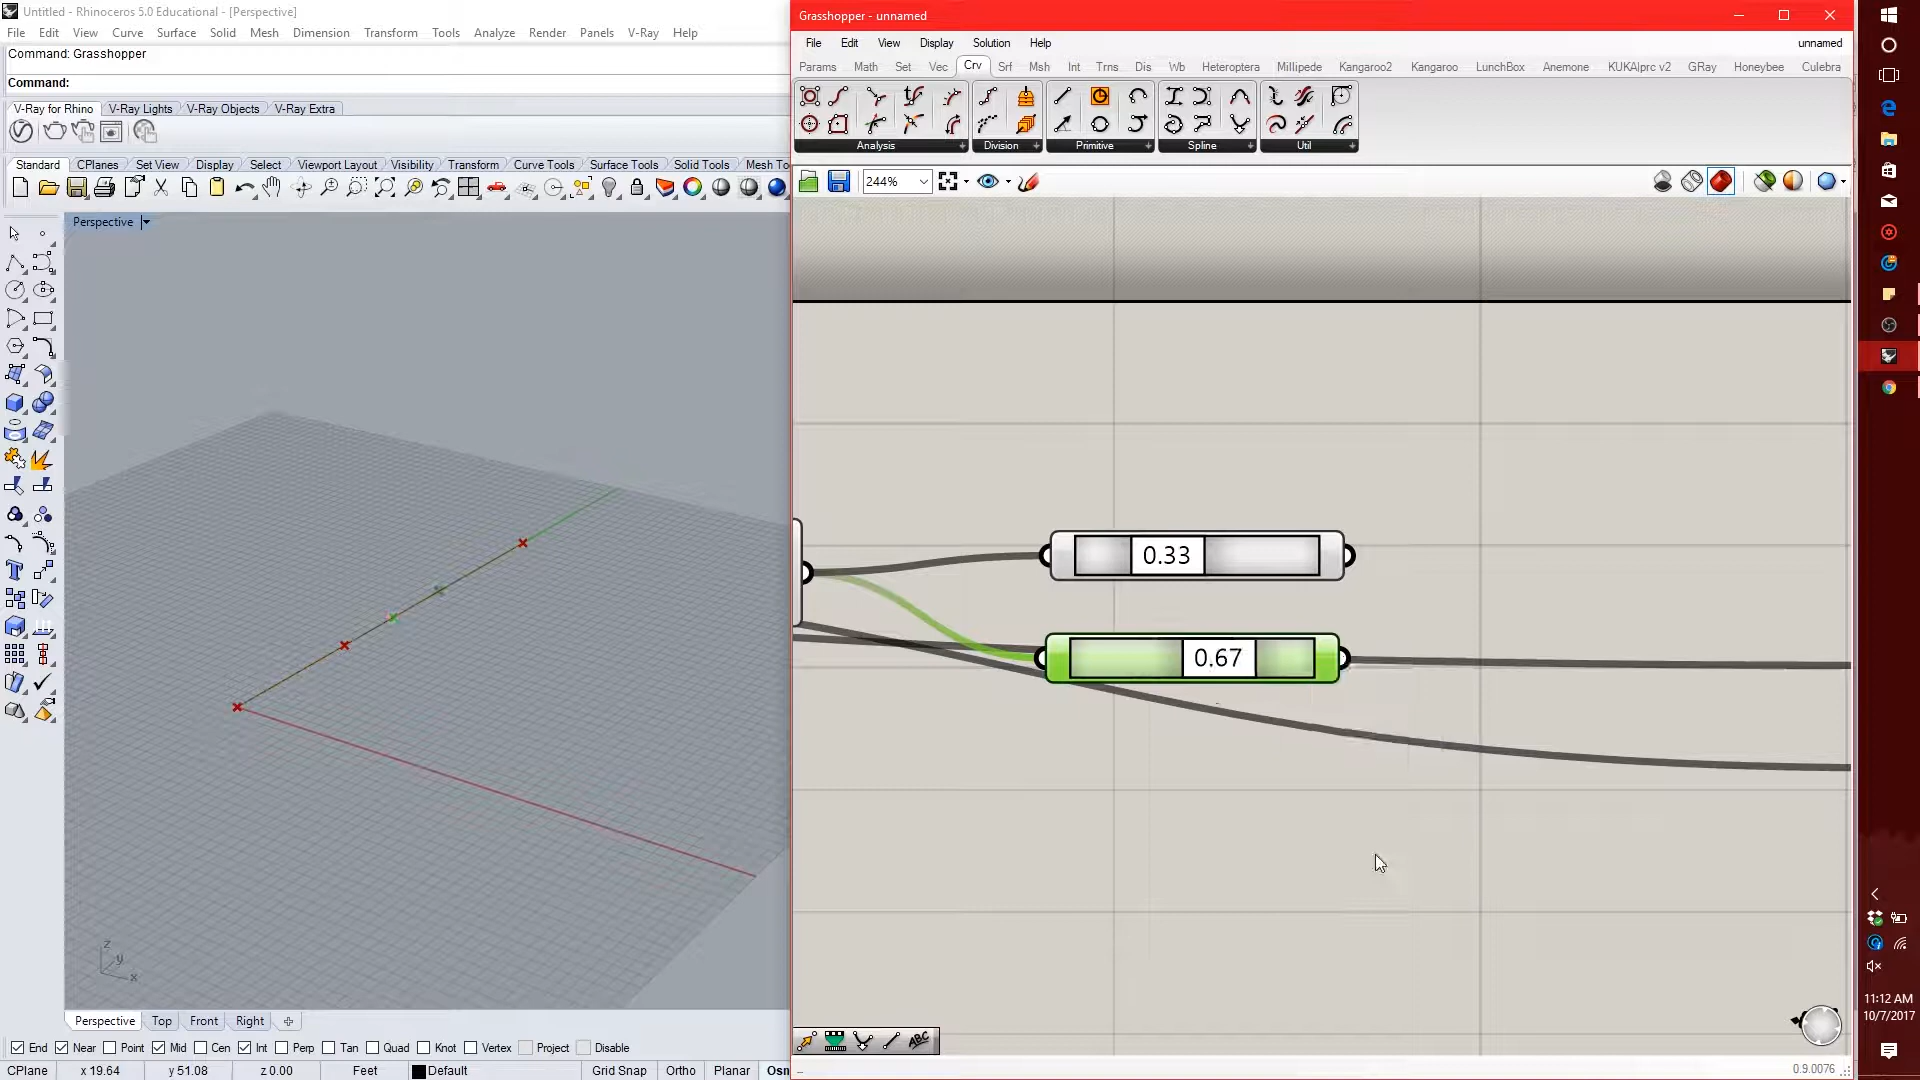 Untitled - Rhinoceros 5.0 Educational - [Perspective]
File Edit View Curve Surface Solid Mesh Dimension Transform Tools Analyze Render Panels V-Ray Help
Command: Grasshopper
Command:
V-Ray for Rhino V-Ray Lights V-Ray Objects V-Ray Extra
Standard CPlanes Set View Display Select Viewport Layout Visibility Transform Curve Tools Surface Tools Solid Tools Mesh To
Perspective
z
y
x
Perspective Top Front Right
End Near Point Mid Cen Int Perp Tan Quad Knot Vertex Project Disable
CPlane x 19.64 y 51.08 z 0.00 Feet Default Grid Snap Ortho Planar Osn
Grasshopper - unnamed
File Edit View Display Solution Help unnamed
Params Math Set Vec Crv Srf Msh Int Trns Dis Wb Heteroptera Millipede Kangaroo2 Kangaroo LunchBox Anemone KUKA|prc v2 GRay Honeybee Culebra
Analysis Division Primitive Spline Util
244%
0.33
0.67
ABC
0.9.0076
11:12 AM
10/7/2017